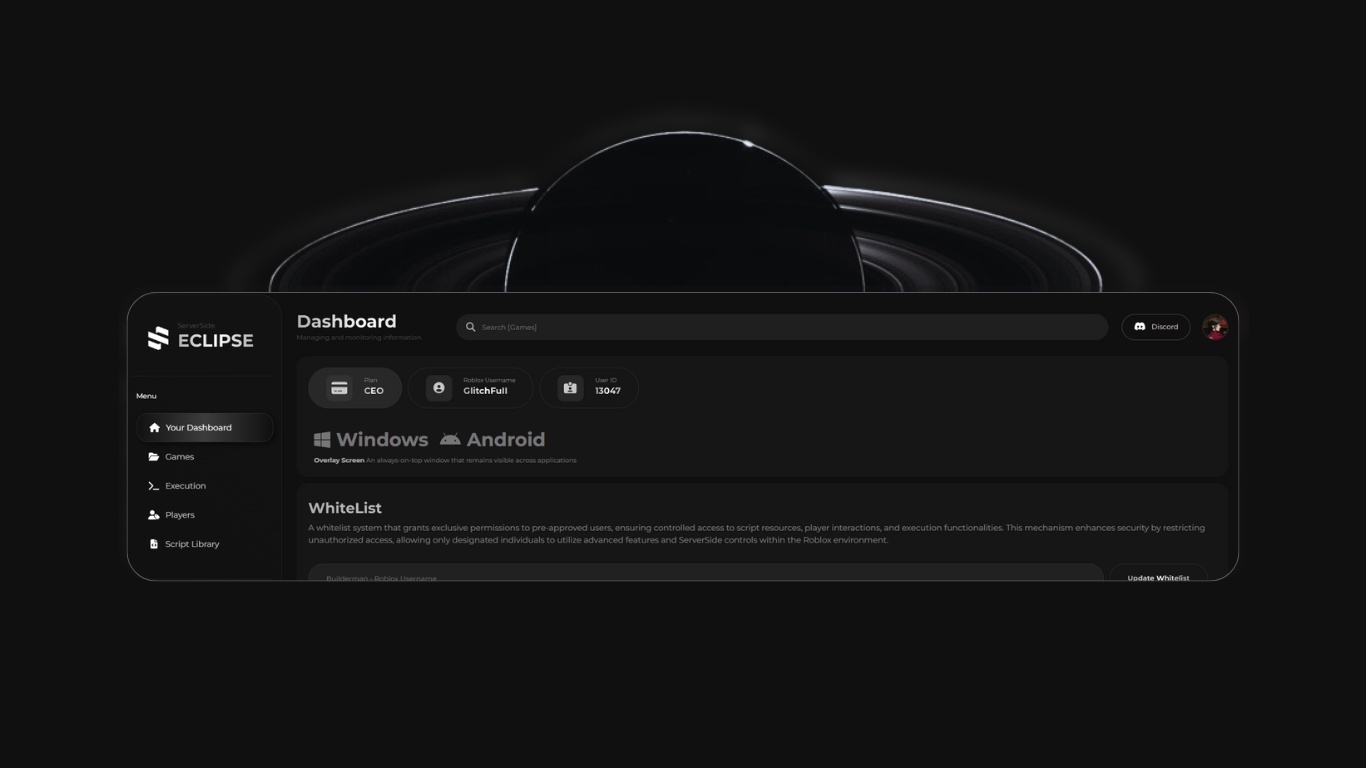 ServerSide
ECLIPSE
Menu
Your Dashboard
Games
Execution
Players
Script Library
Dashboard
Managing and monitoring information.
Search [Games]
Discord
Plan
CEO
Roblox Username
GlitchFull
User ID
13047
Windows Android
Overlay Screen An always-on-top window that remains visible across applications
WhiteList
A whitelist system that grants exclusive permissions to pre-approved users, ensuring controlled access to script resources, player interactions, and execution functionalities. This mechanism enhances security by restricting
unauthorized access, allowing only designated individuals to utilize advanced features and ServerSide controls within the Roblox environment.
Builderman - Roblox Username
Update Whitelist